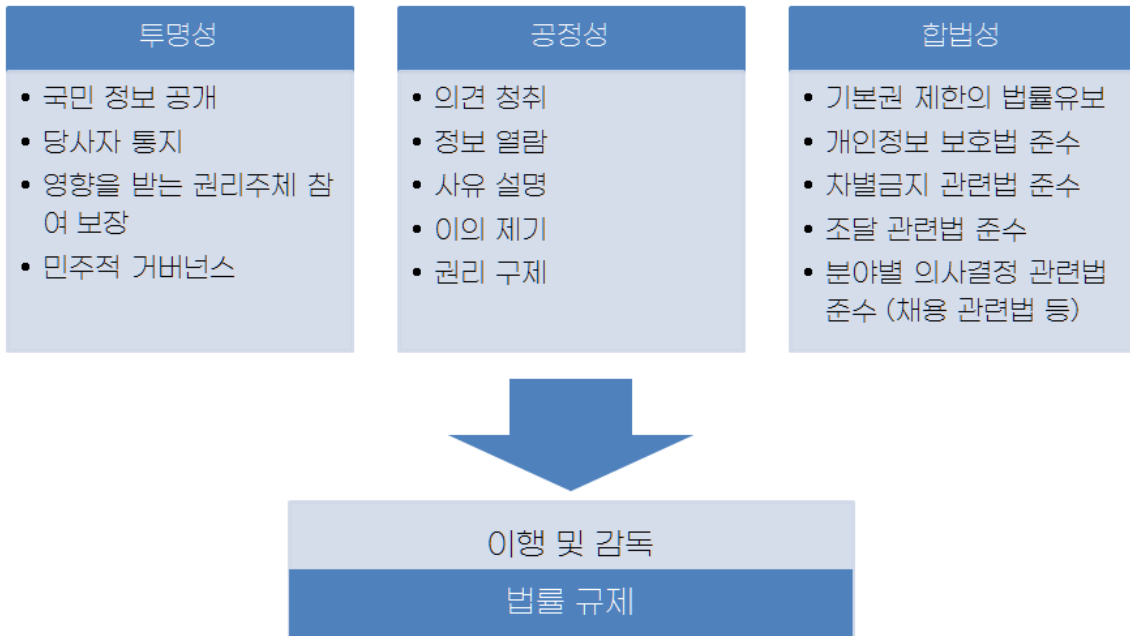 투명성
• 국민 정보 공개
• 당사자 통지
• 영향을 받는 권리주체 참
여 보장
• 민주적 거버넌스
공정성
• 의견 청취
• 정보 열람
• 사유 설명
• 이의 제기
• 권리 구제
합법성
• 기본권 제한의 법률유보
• 개인정보 보호법 준수
• 차별금지 관련법 준수
• 조달 관련법 준수
• 분야별 의사결정 관련법
준수 (채용 관련법 등)
이행 및 감독
법률 규제